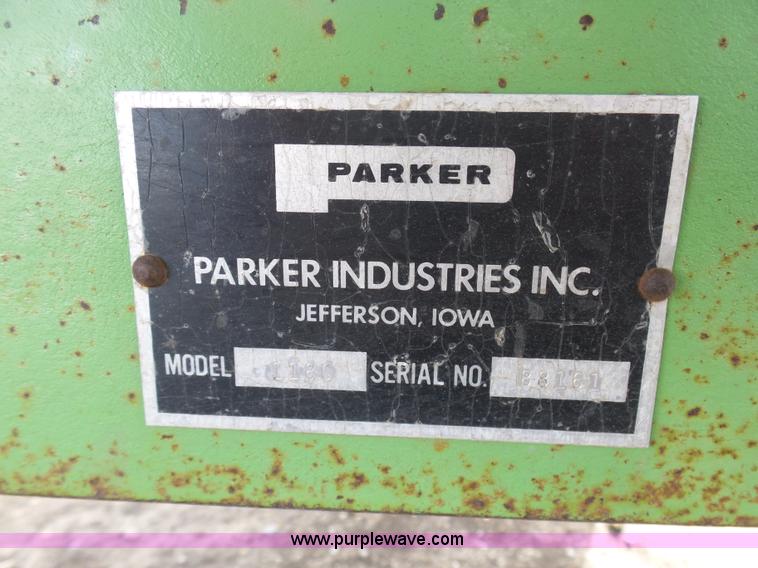 PARKER
PARKER INDUSTRIES INC.
JEFFERSON, IOWA
MODEL SERIAL NO.
www.purplewave.com